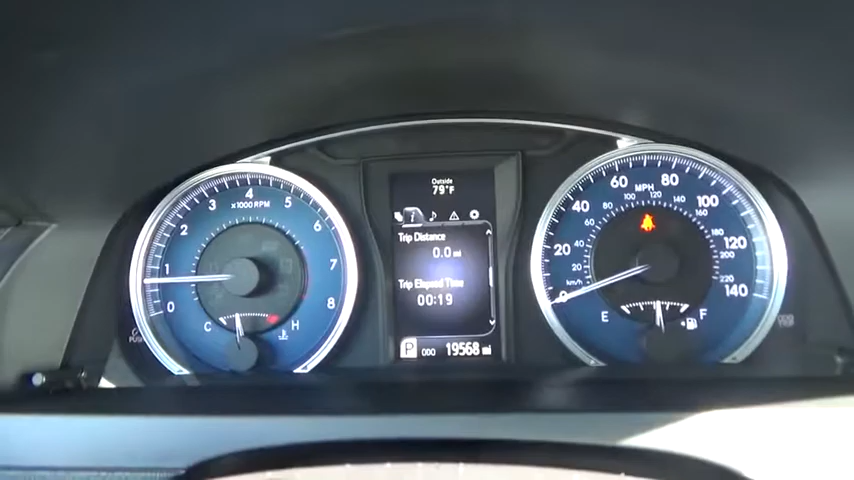 0 1 2 3 4 5 6 7 8
x1000 RPM
C H
Outside
79°F
i
Trip Distance
0.0 mi
Trip Elapsed Time
00:19
P ODO 19568 mi
0 20 40 60 80 100 120 140
MPH
20 40 60 80 100 120 140 160 180 200 220
km/h
E F